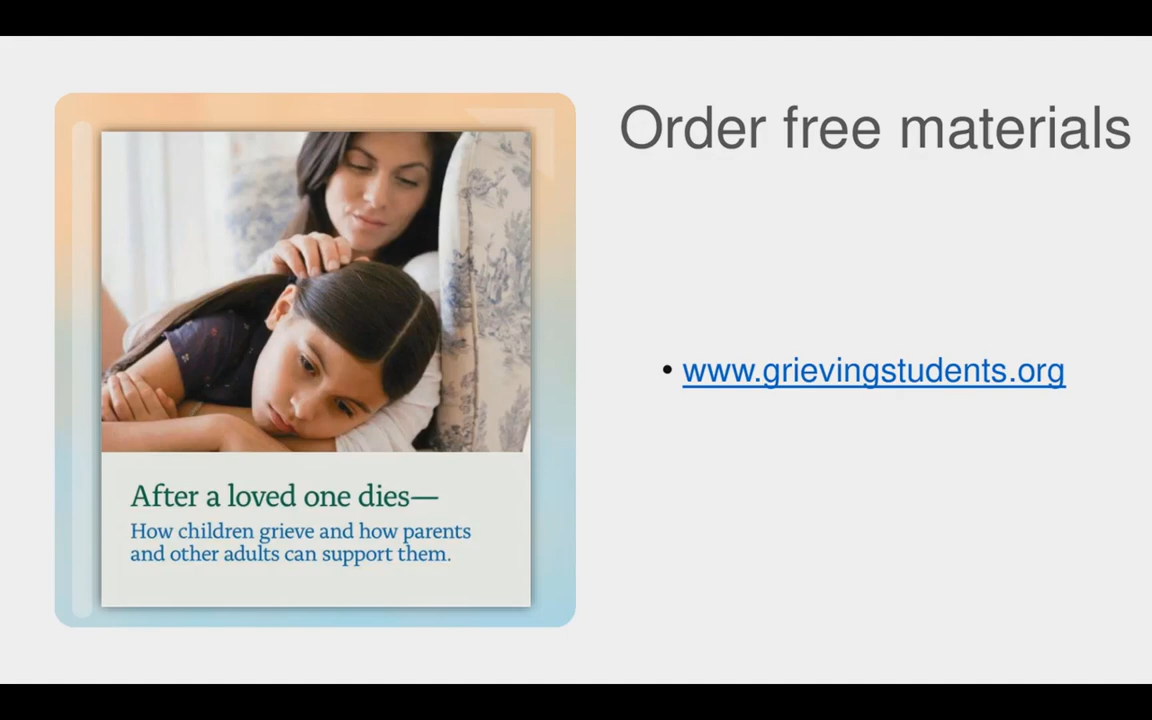 Order free materials
• www.grievingstudents.org
After a loved one dies—
How children grieve and how parents
and other adults can support them.